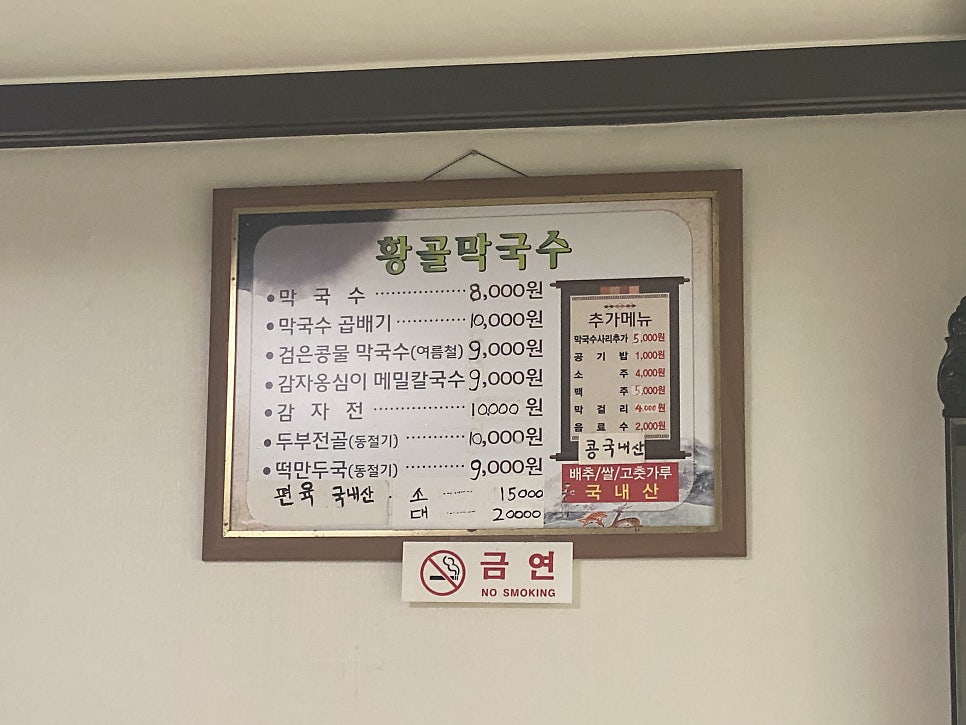 황골막국수
•막 국 수 ·················8,000원
•막국수 곱배기 ············10,000원
•검은콩물 막국수(여름철) 9,000원
•감자옹심이 메밀칼국수 9,000원
•감 자 전 ················10,000 원
•두부전골(동절기) ··········10,000원
•떡만두국(동절기) ··········9,000원
편육 국내산 · 소 ······ 15000
대 ······ 20000
추가메뉴
막국수사리추가 5,000원
공 기 밥 1,000원
소 주 4,000원
맥 주 5,000원
막 걸 리 4,000원
음 료 수 2,000원
콩국내산
배추/쌀/고춧가루
국 내 산
금 연
NO SMOKING